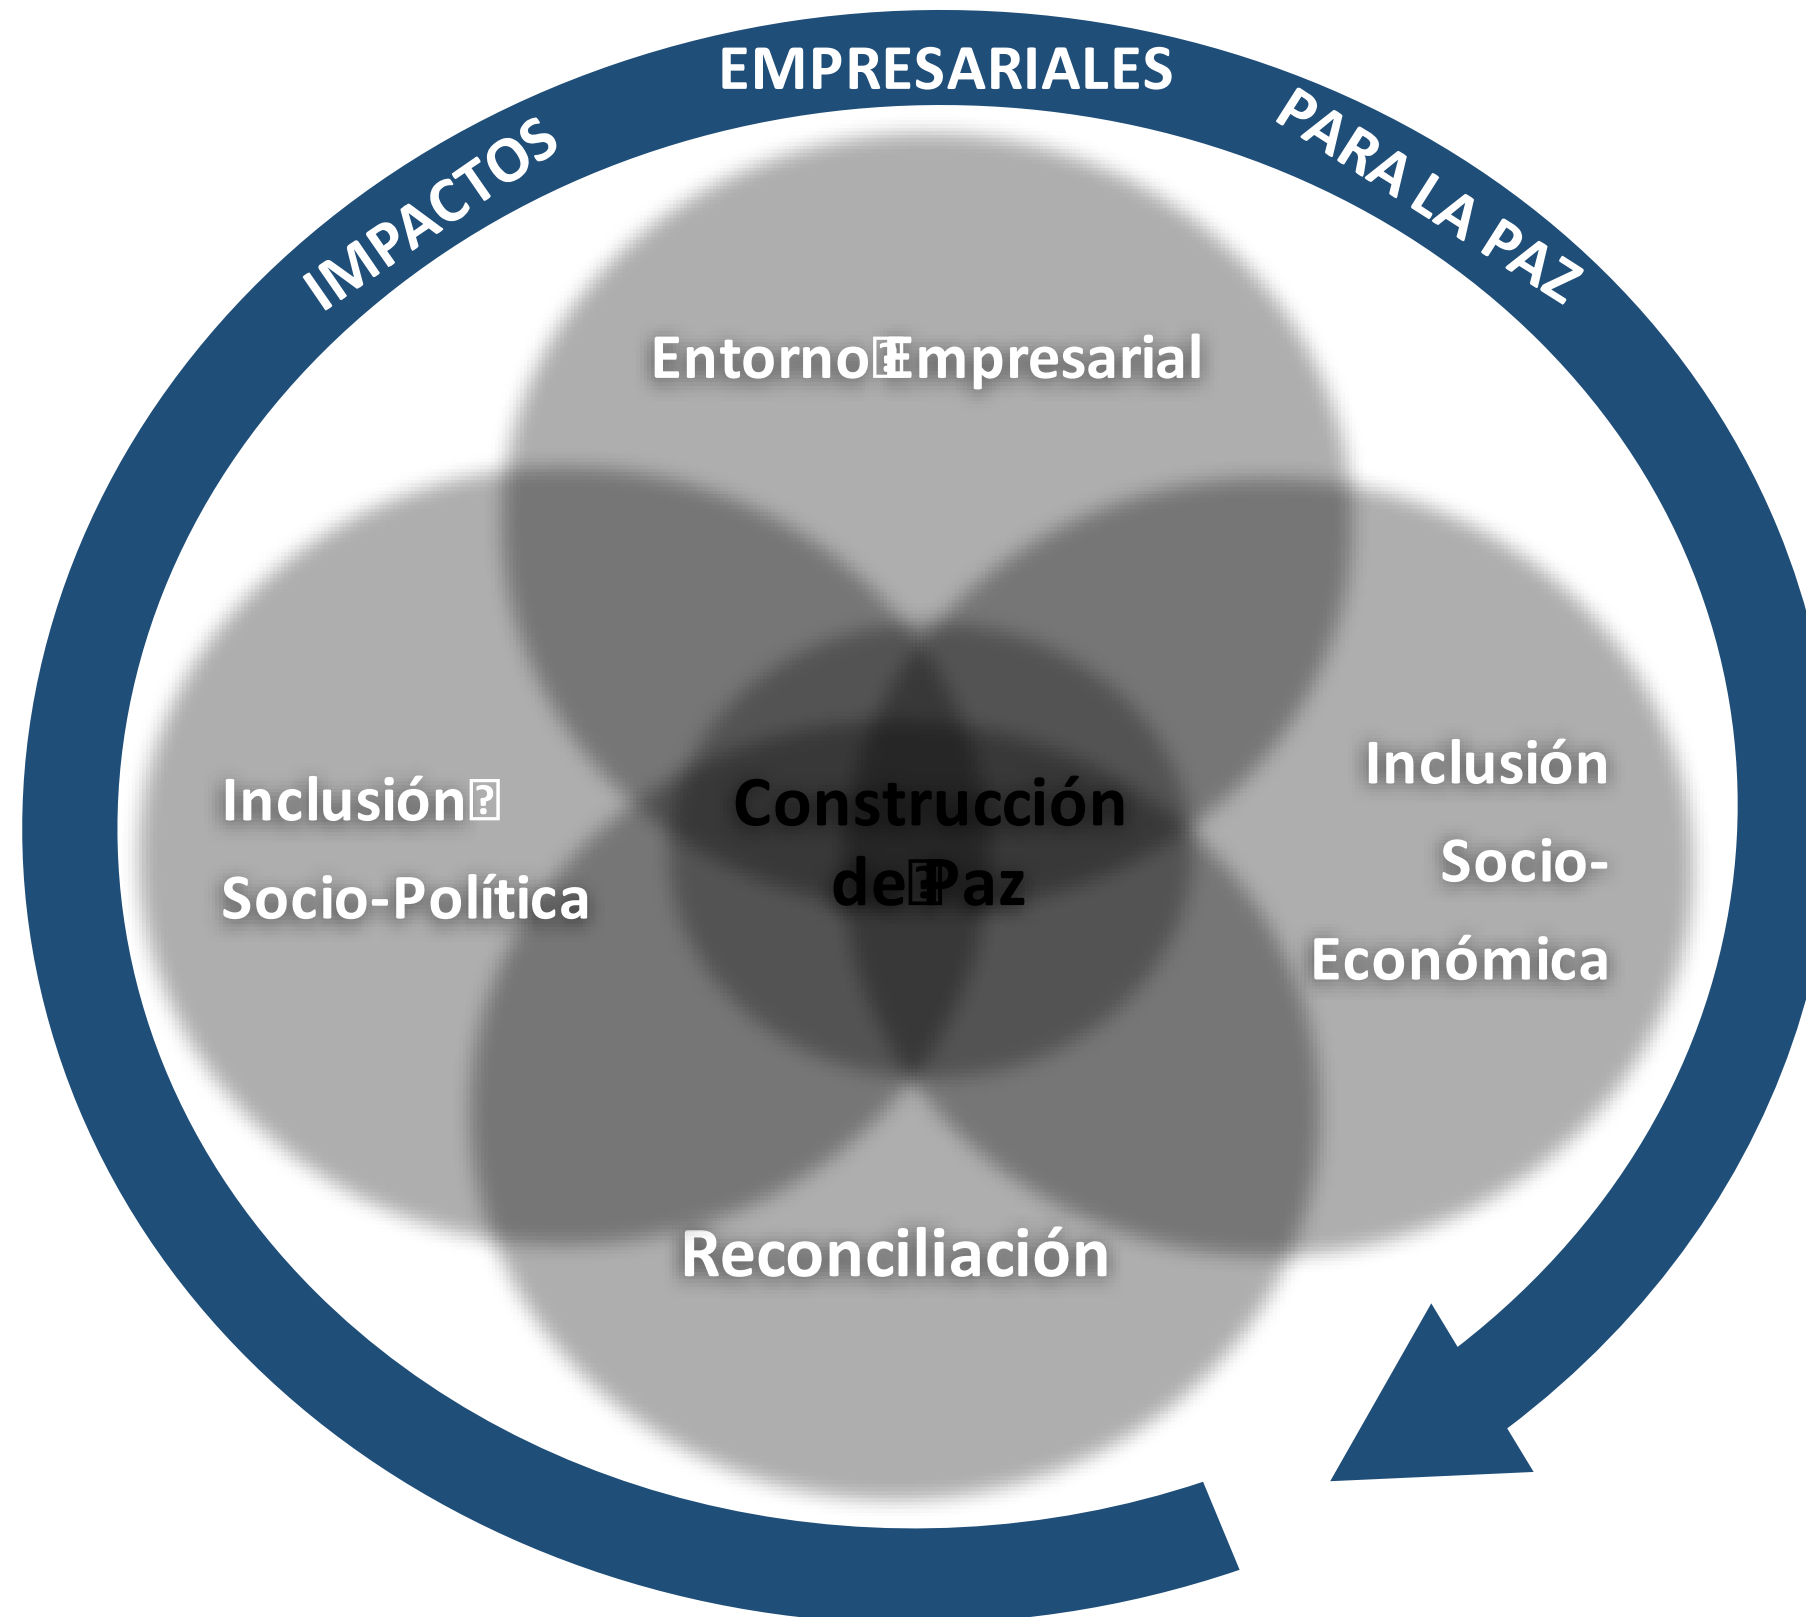 IMPACTOS
EMPRESARIALES
PARA LA PAZ
Entorno Empresarial
Inclusión
Socio-Política
Construcción
de Paz
Inclusión
Socio-
Económica
Reconciliación